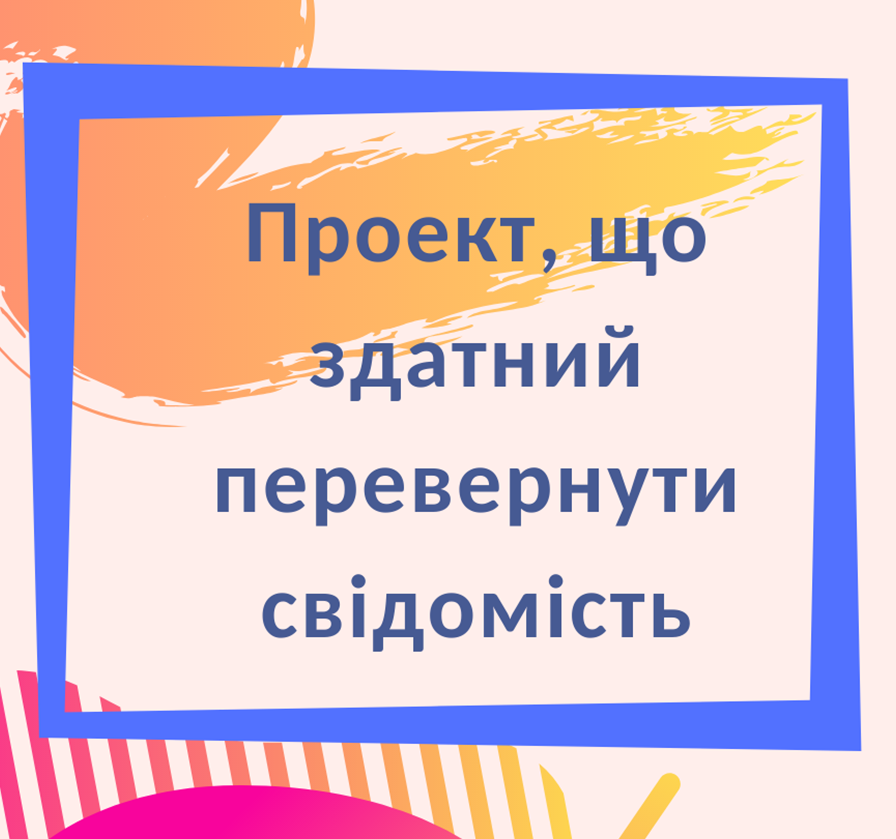 Проект, що
здатний
перевернути
свідомість